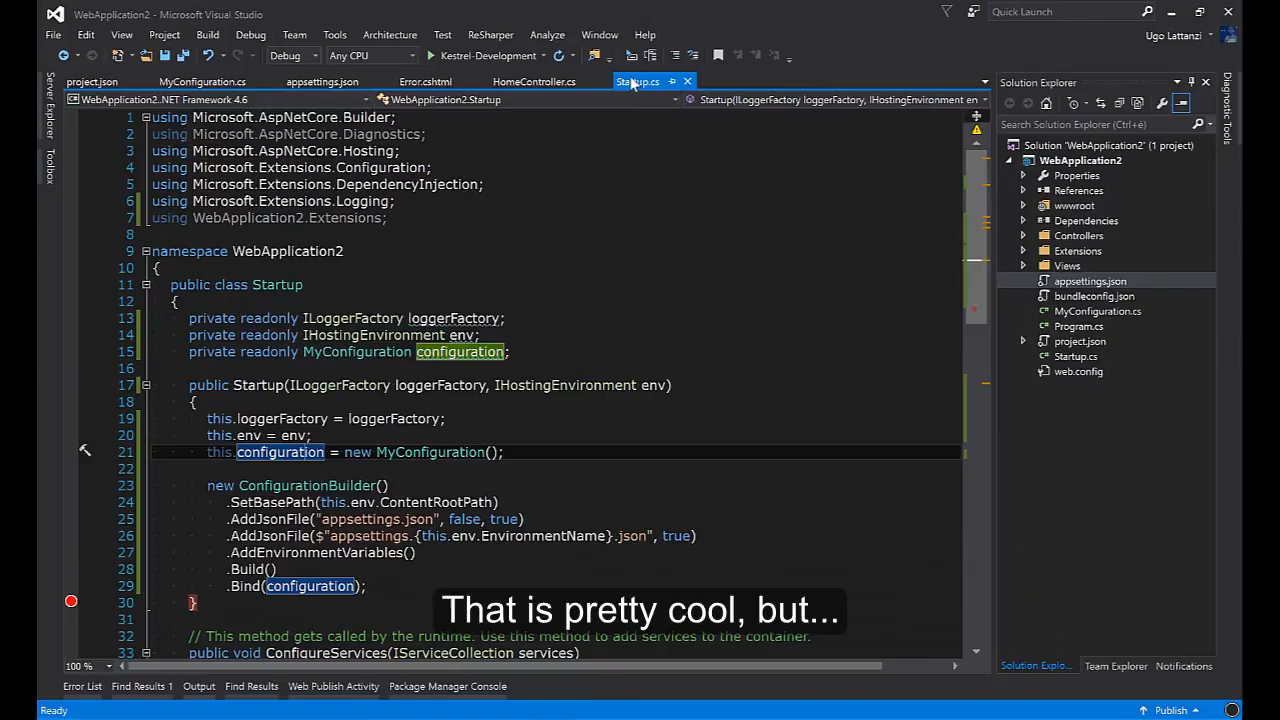 WebApplication2 - Microsoft Visual Studio
Quick Launch
File Edit View Project Build Debug Team Tools Architecture Test ReSharper Analyze Window Help
Ugo Lattanzi
Debug Any CPU Kestrel-Development
project.json MyConfiguration.cs appsettings.json Error.cshtml HomeController.cs Startup.cs
WebApplication2..NET Framework 4.6 WebApplication2.Startup Startup(ILoggerFactory loggerFactory, IHostingEnvironment en
Server Explorer
Toolbox
1 using Microsoft.AspNetCore.Builder;
2 using Microsoft.AspNetCore.Diagnostics;
3 using Microsoft.AspNetCore.Hosting;
4 using Microsoft.Extensions.Configuration;
5 using Microsoft.Extensions.DependencyInjection;
6 using Microsoft.Extensions.Logging;
7 using WebApplication2.Extensions;
8
9 namespace WebApplication2
10 {
11 public class Startup
12 {
13 private readonly ILoggerFactory loggerFactory;
14 private readonly IHostingEnvironment env;
15 private readonly MyConfiguration configuration;
16
17 public Startup(ILoggerFactory loggerFactory, IHostingEnvironment env)
18 {
19 this.loggerFactory = loggerFactory;
20 this.env = env;
21 this.configuration = new MyConfiguration();
22
23 new ConfigurationBuilder()
24 .SetBasePath(this.env.ContentRootPath)
25 .AddJsonFile("appsettings.json", false, true)
26 .AddJsonFile($"appsettings.{this.env.EnvironmentName}.json", true)
27 .AddEnvironmentVariables()
28 .Build()
29 .Bind(configuration);
30 }
31
32 // This method gets called by the runtime. Use this method to add services to the container.
33 public void ConfigureServices(IServiceCollection services)
That is pretty cool, but...
100 %
Solution Explorer
Search Solution Explorer (Ctrl+è)
Solution 'WebApplication2' (1 project)
WebApplication2
Properties
References
wwwroot
Dependencies
Controllers
Extensions
Views
appsettings.json
bundleconfig.json
MyConfiguration.cs
Program.cs
project.json
Startup.cs
web.config
Solution Explo... Team Explorer Notifications
Diagnostic Tools
Error List Find Results 1 Output Find Results Web Publish Activity Package Manager Console
Ready
Publish